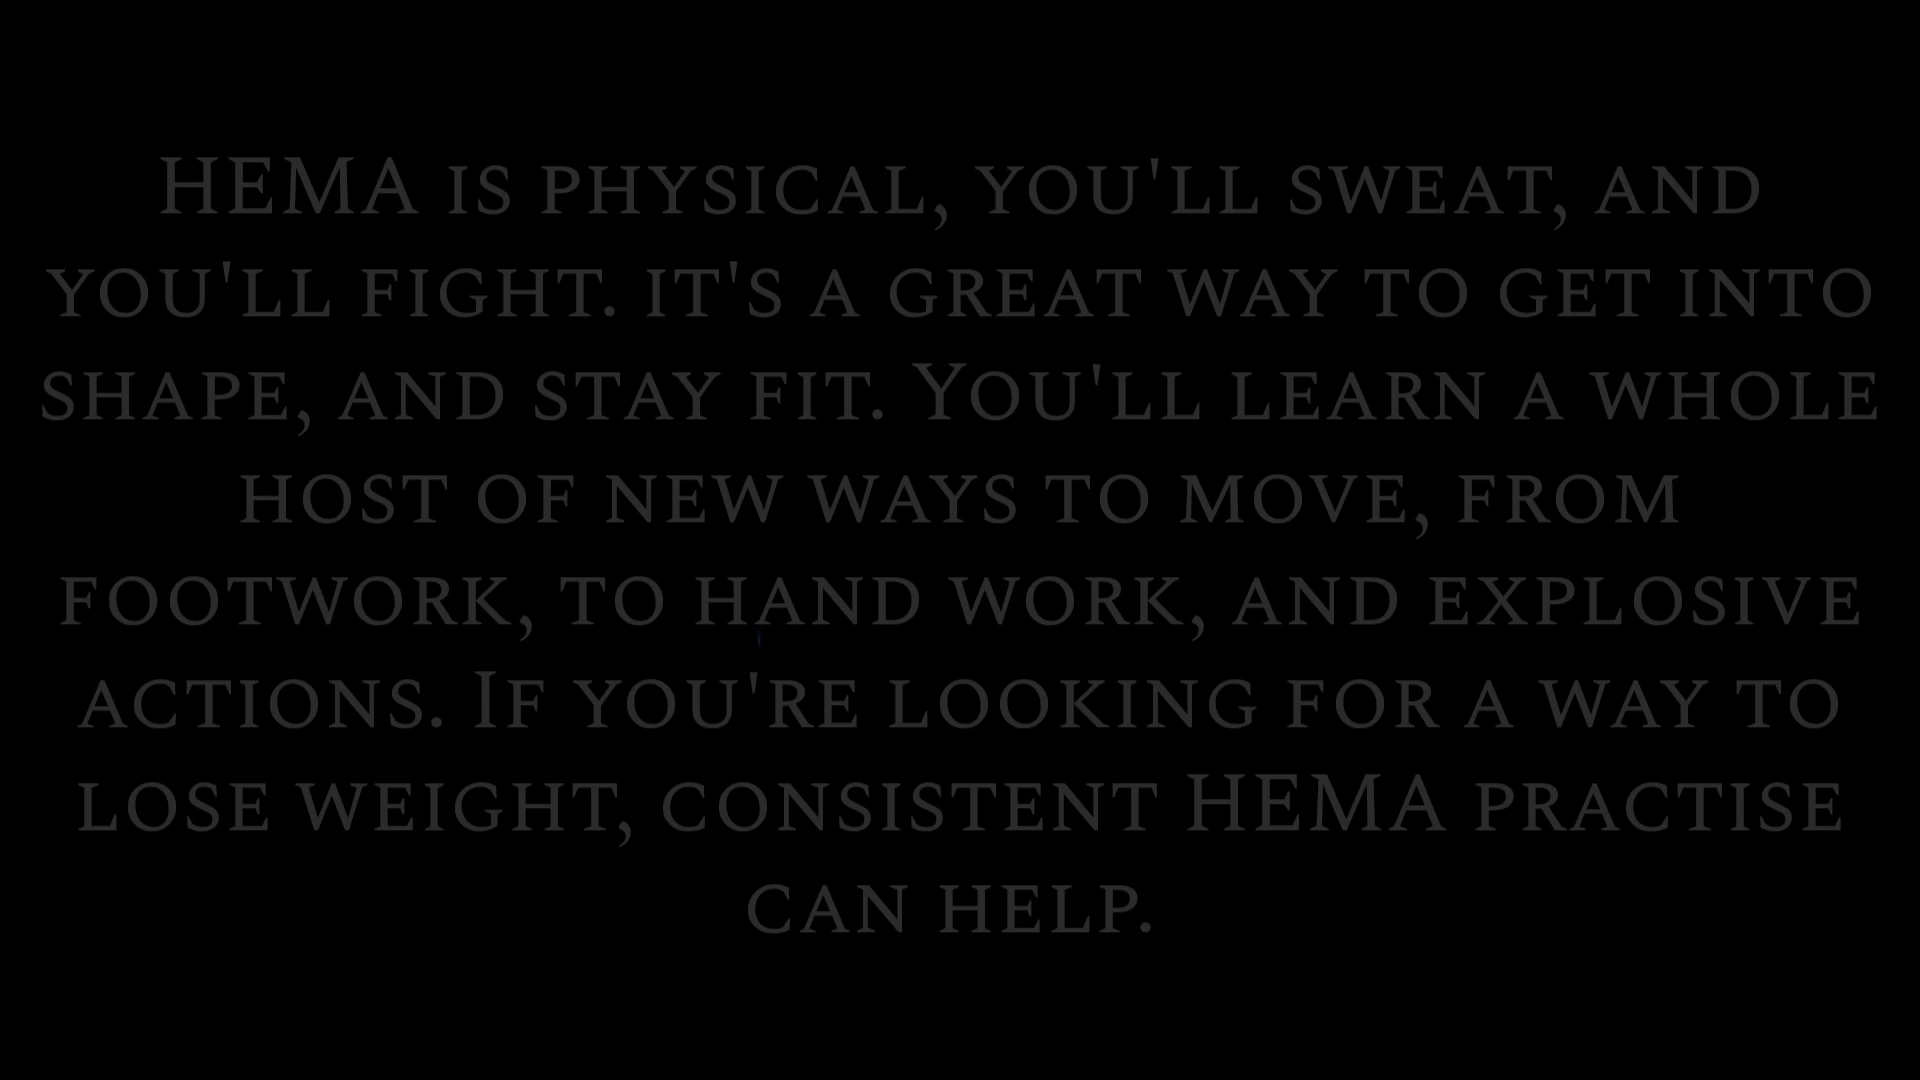 HEMA is physical, you'll sweat, and
you'll fight. it's a great way to get into
shape, and stay fit. You'll learn a whole
host of new ways to move, from
footwork, to hand work, and explosive
actions. If you're looking for a way to
lose weight, consistent HEMA practise
can help.